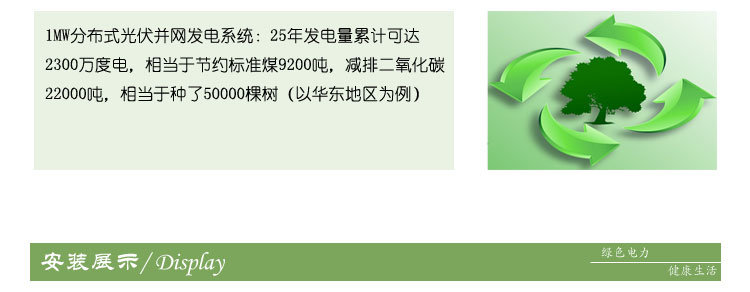 1MW分布式光伏并网发电系统：25年发电量累计可达
2300万度电，相当于节约标准煤9200吨，减排二氧化碳
22000吨，相当于种了50000棵树（以华东地区为例）
安装展示/Display
绿色电力
健康生活